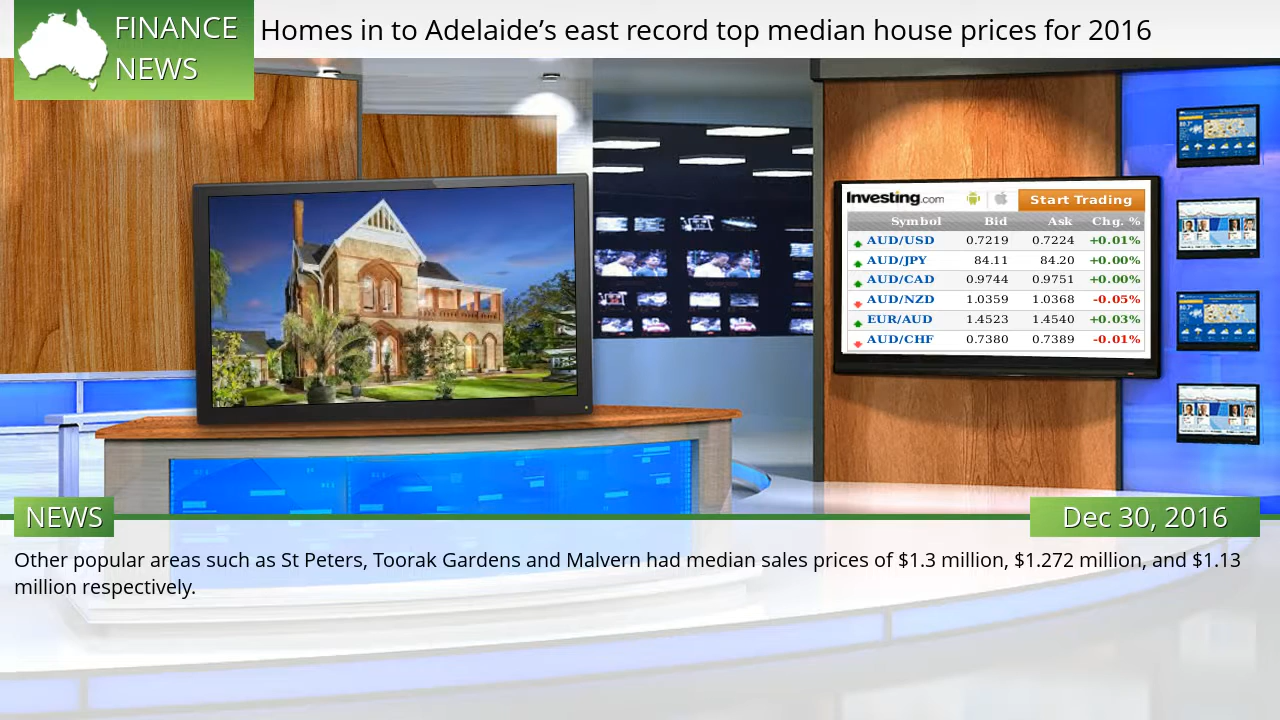 FINANCE
NEWS
Homes in to Adelaide’s east record top median house prices for 2016
Investing.com Start Trading
Symbol Bid Ask Chg. %
AUD/USD 0.7219 0.7224 +0.01%
AUD/JPY 84.11 84.20 +0.00%
AUD/CAD 0.9744 0.9751 +0.00%
AUD/NZD 1.0359 1.0368 -0.05%
EUR/AUD 1.4523 1.4540 +0.03%
AUD/CHF 0.7380 0.7389 -0.01%
NEWS
Dec 30, 2016
Other popular areas such as St Peters, Toorak Gardens and Malvern had median sales prices of $1.3 million, $1.272 million, and $1.13
million respectively.